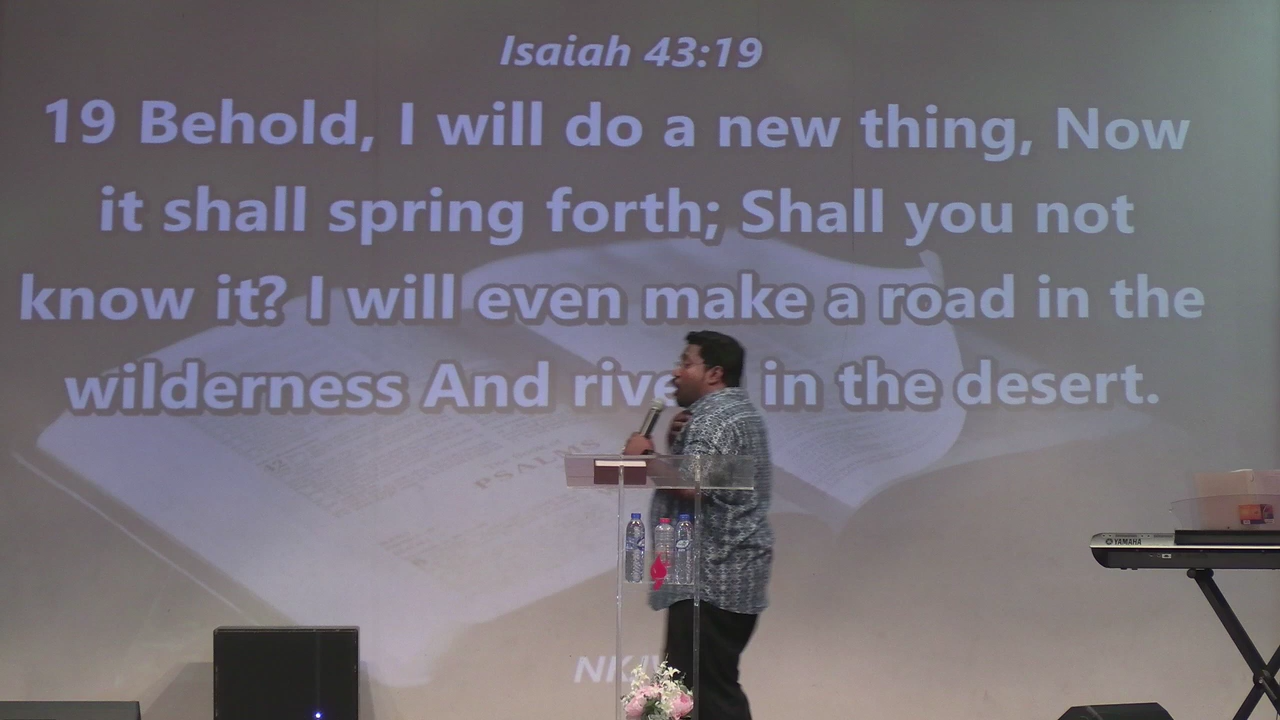 Isaiah 43:19
19 Behold, I will do a new thing, Now
it shall spring forth; Shall you not
know it? I will even make a road in the
wilderness And in the desert.
PSALMS
YAMAHA